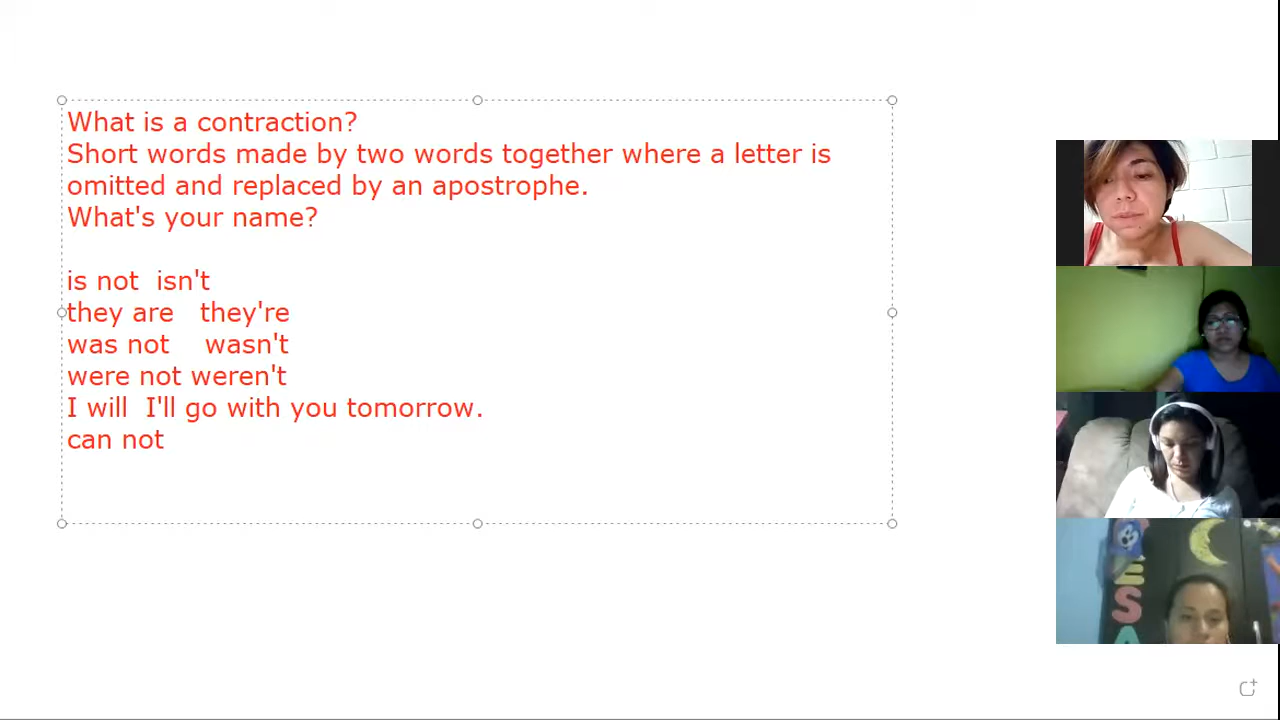 What is a contraction?
Short words made by two words together where a letter is
omitted and replaced by an apostrophe.
What's your name?
is not isn't
they are they're
was not wasn't
were not weren't
I will I'll go with you tomorrow.
can not
E
S
A